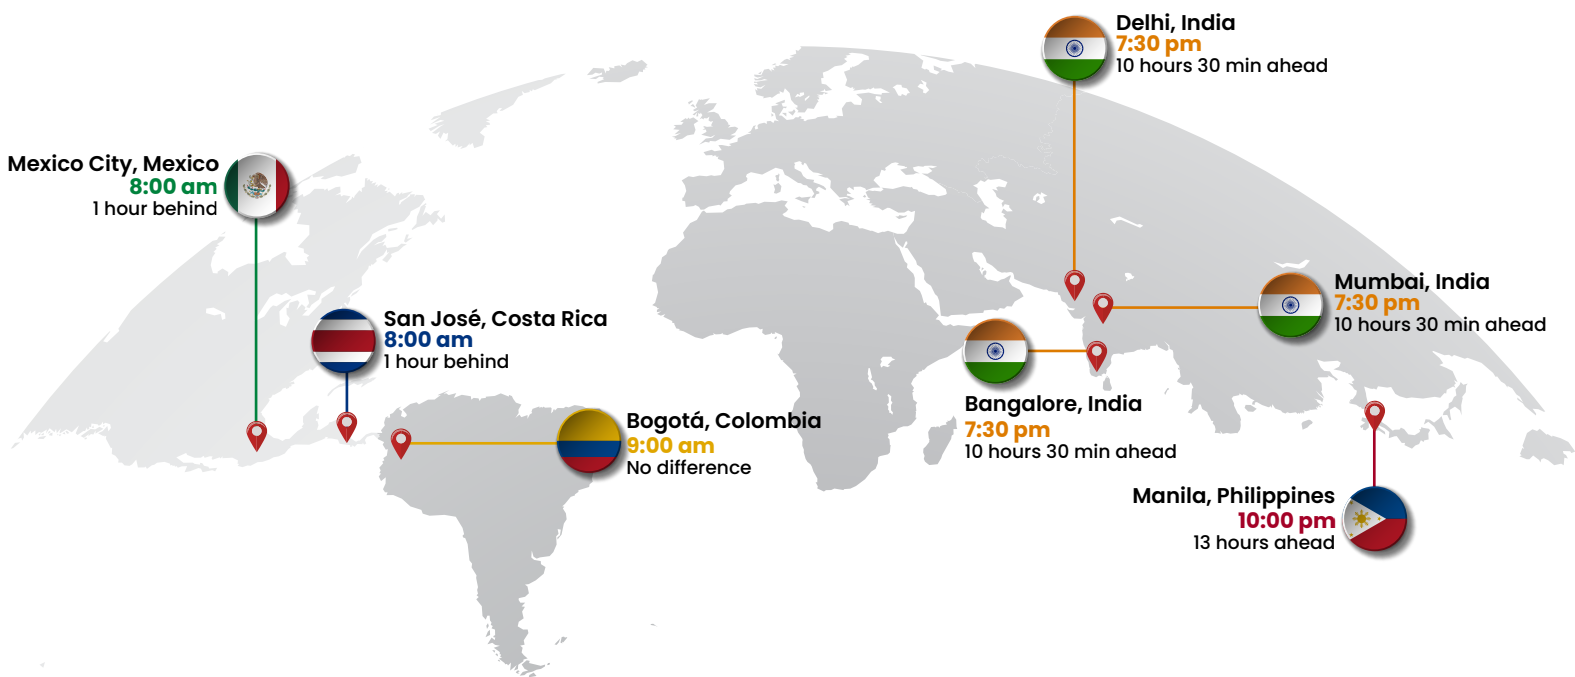 Delhi, India
7:30 pm
10 hours 30 min ahead
Mexico City, Mexico
8:00 am
1 hour behind
Mumbai, India
7:30 pm
10 hours 30 min ahead
San José, Costa Rica
8:00 am
1 hour behind
Bangalore, India
7:30 pm
10 hours 30 min ahead
Bogotá, Colombia
9:00 am
No difference
Manila, Philippines
10:00 pm
13 hours ahead